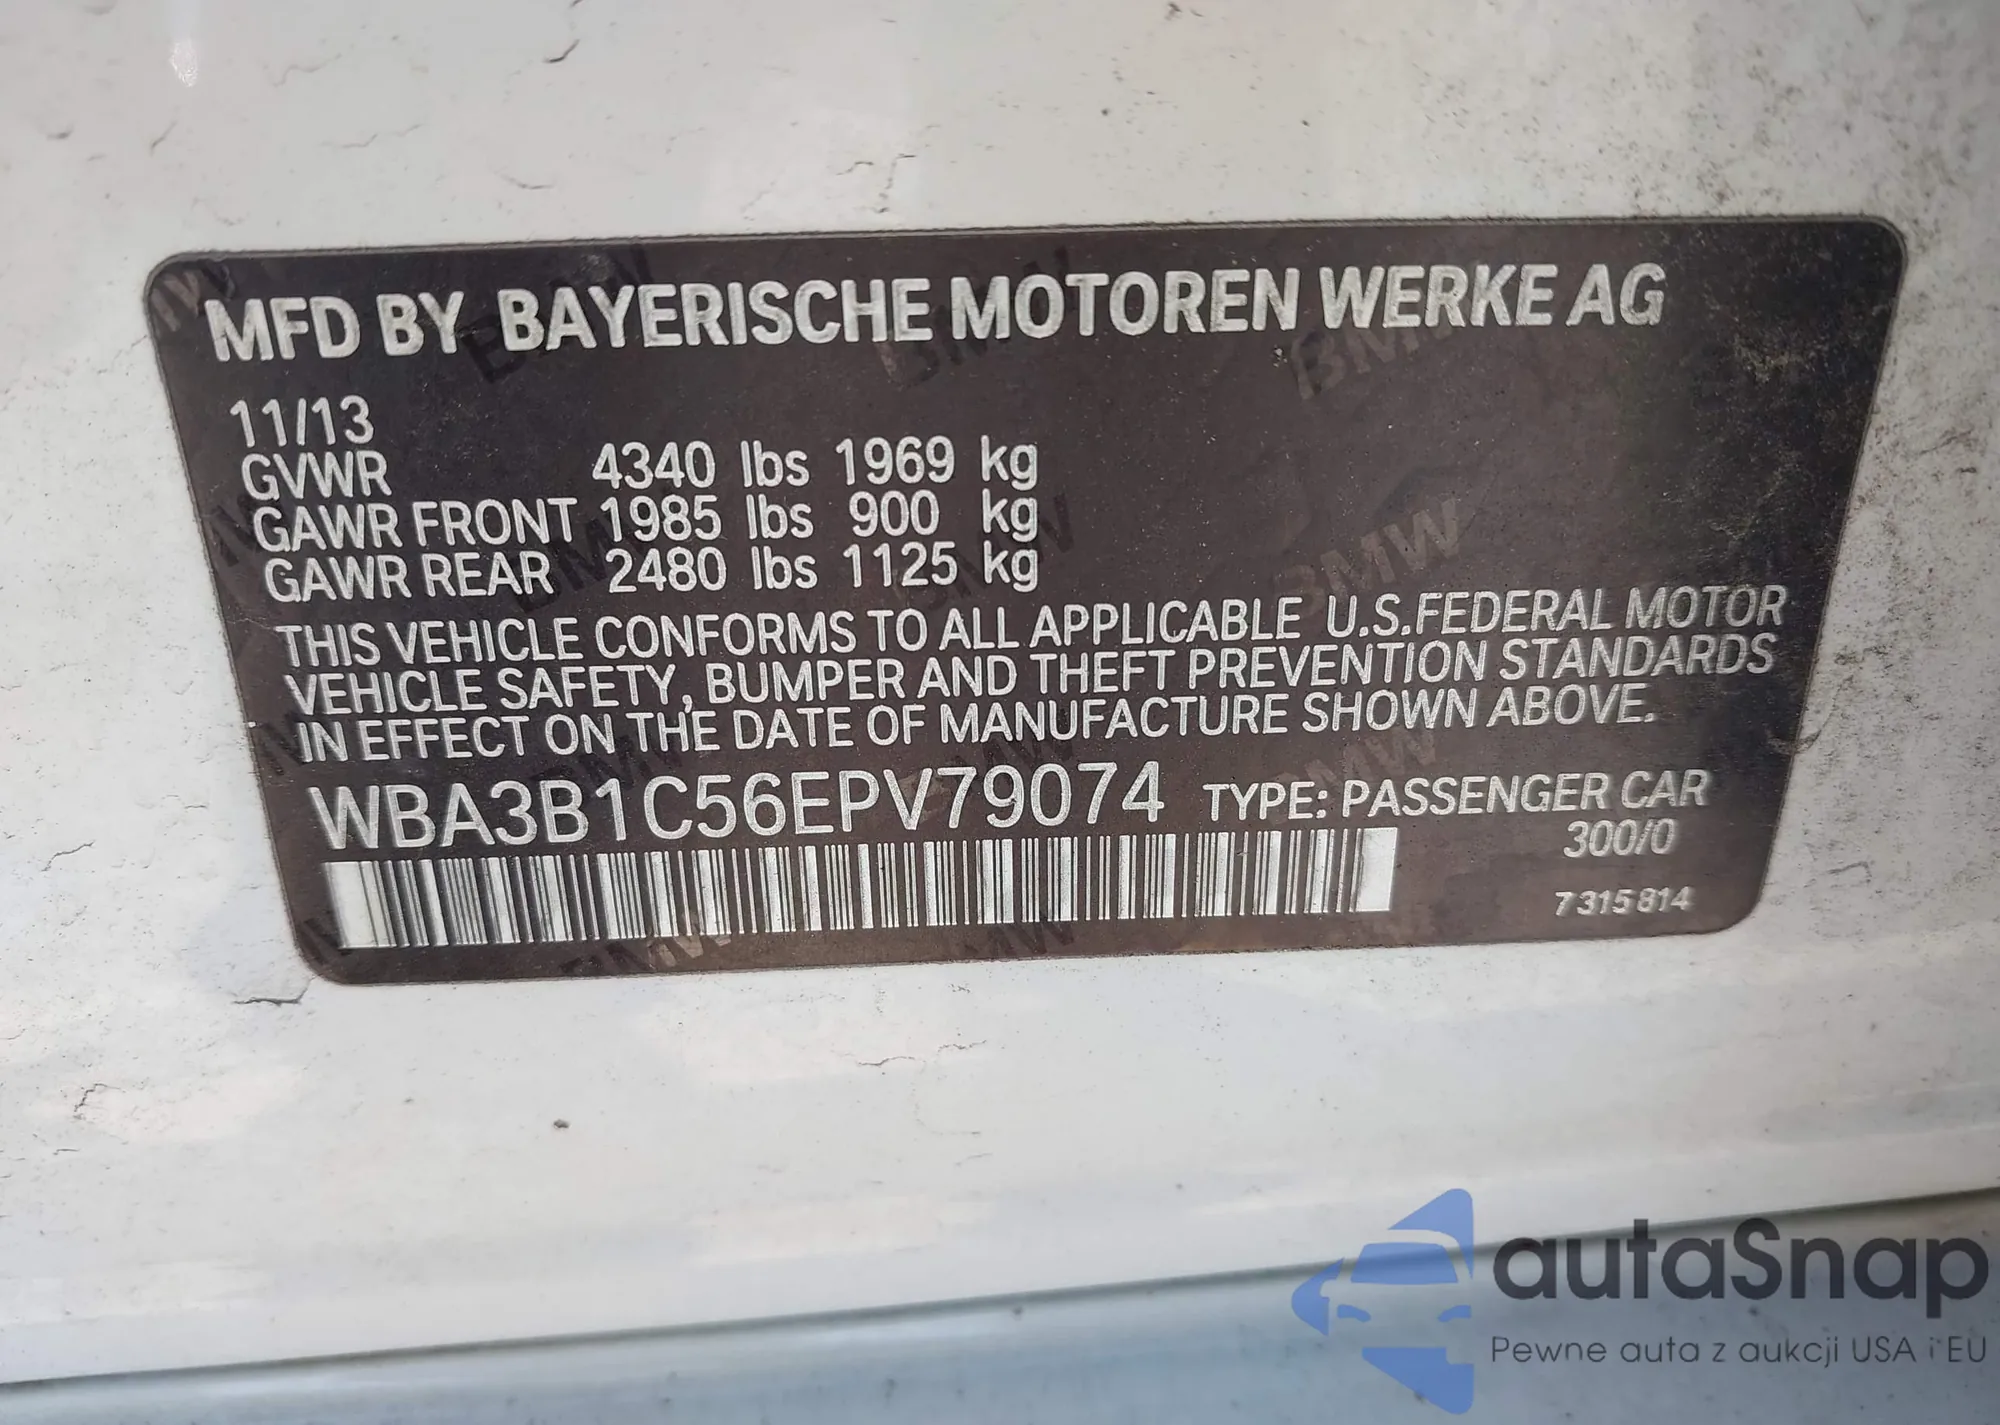 MFD BY BAYERISCHE MOTOREN WERKE AG
11/13
GVWR 4340 lbs 1969 kg
GAWR FRONT 1985 lbs 900 kg
GAWR REAR 2480 lbs 1125 kg
THIS VEHICLE CONFORMS TO ALL APPLICABLE U.S.FEDERAL MOTOR
VEHICLE SAFETY, BUMPER AND THEFT PREVENTION STANDARDS
IN EFFECT ON THE DATE OF MANUFACTURE SHOWN ABOVE.
WBA3B1C56EPV79074 TYPE: PASSENGER CAR
300/0
7315814
autaSnap
Pewne auta z aukcji USA i EU